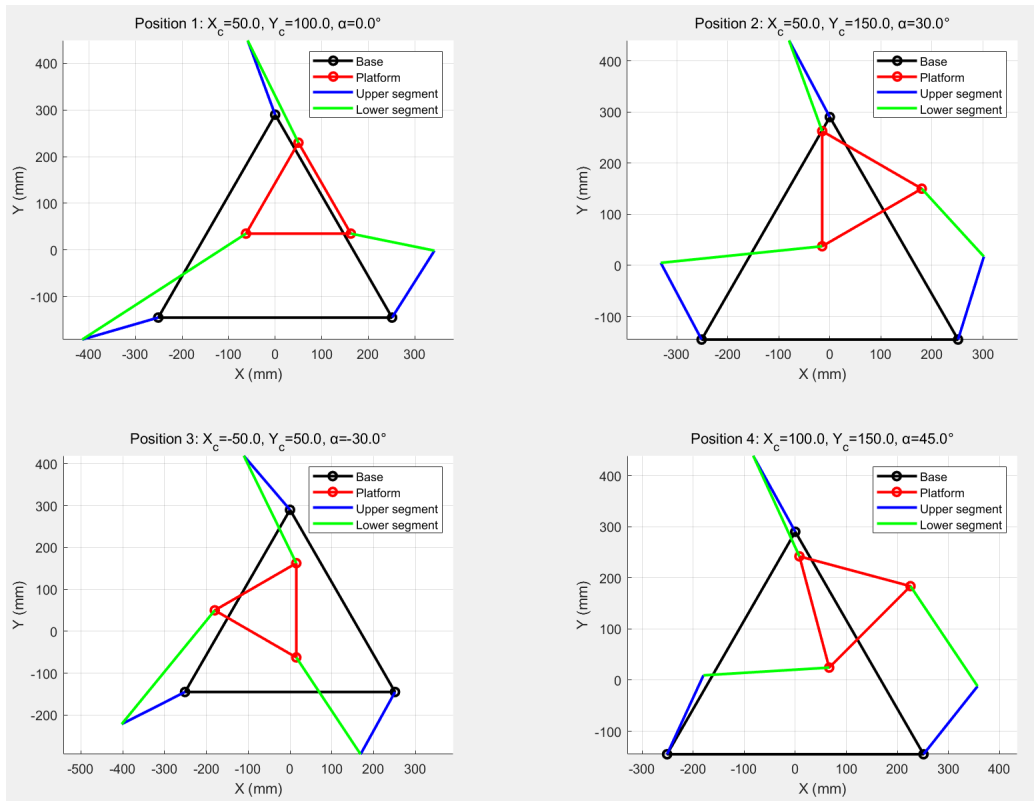 Position 1: X_c=50.0, Y_c=100.0, α=0.0°
400
300
200
100
0
-100
Y (mm)
-400 -300 -200 -100 0 100 200 300
X (mm)
Base
Platform
Upper segment
Lower segment
Position 2: X_c=50.0, Y_c=150.0, α=30.0°
400
300
200
100
0
-100
Y (mm)
-300 -200 -100 0 100 200 300
X (mm)
Base
Platform
Upper segment
Lower segment
Position 3: X_c=-50.0, Y_c=50.0, α=-30.0°
400
300
200
100
0
-100
-200
Y (mm)
-500 -400 -300 -200 -100 0 100 200 300
X (mm)
Base
Platform
Upper segment
Lower segment
Position 4: X_c=100.0, Y_c=150.0, α=45.0°
400
300
200
100
0
-100
Y (mm)
-300 -200 -100 0 100 200 300 400
X (mm)
Base
Platform
Upper segment
Lower segment